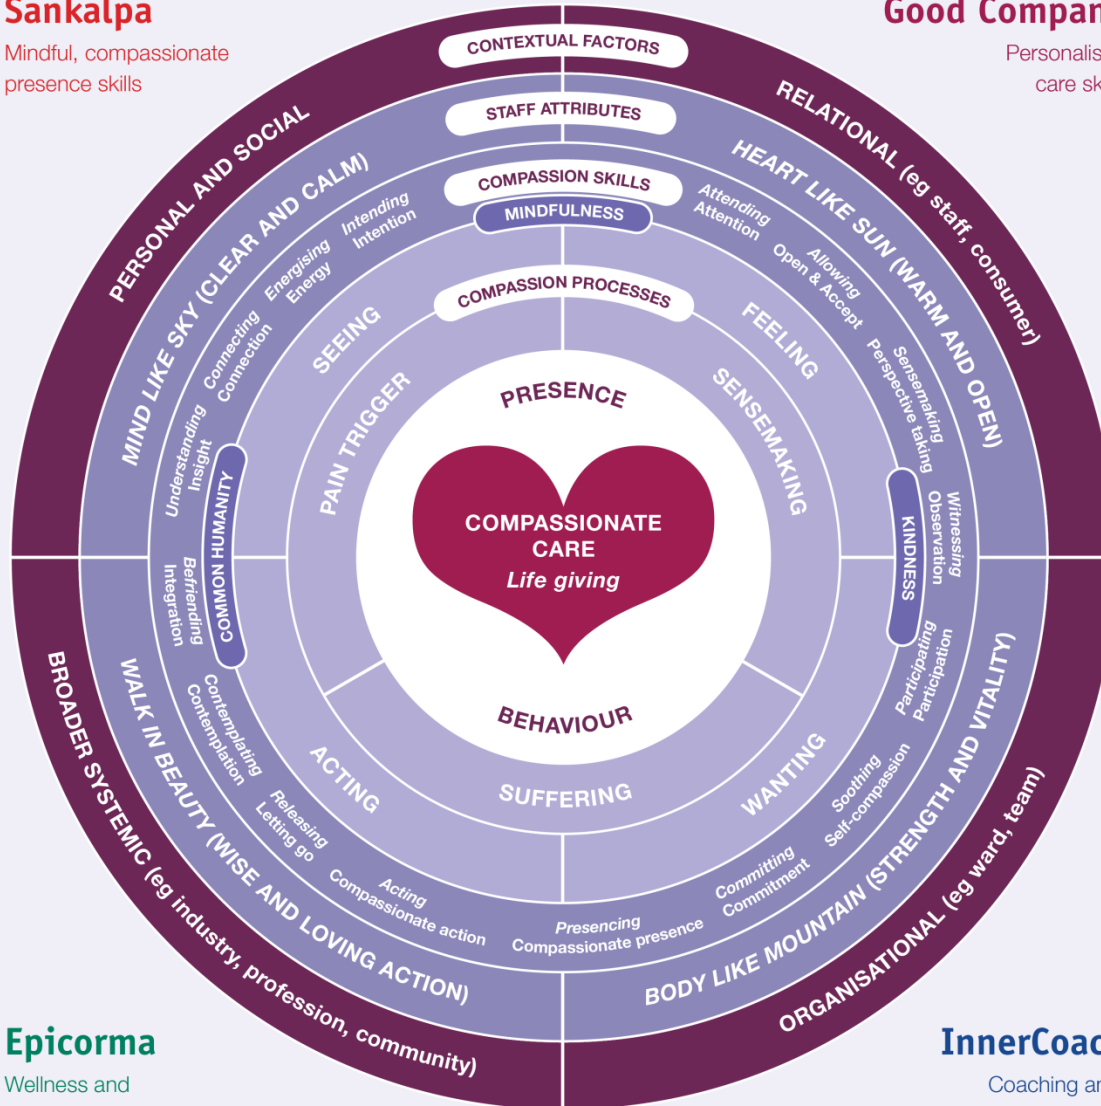 Sankalpa
Mindful, compassionate
presence skills
Good Compan
Personalis
care sk
CONTEXTUAL FACTORS
PERSONAL AND SOCIAL
RELATIONAL (eg staff, consumer)
ORGANISATIONAL (eg ward, team)
BROADER SYSTEMIC (eg industry, profession, community)
STAFF ATTRIBUTES
MIND LIKE SKY (CLEAR AND CALM)
HEART LIKE SUN (WARM AND OPEN)
BODY LIKE MOUNTAIN (STRENGTH AND VITALITY)
WALK IN BEAUTY (WISE AND LOVING ACTION)
COMPASSION SKILLS
MINDFULNESS
Attending
Attention
Allowing
Open & Accept
Sensemaking
Perspective taking
Witnessing
Observation
KINDNESS
Participating
Participation
Soothing
Self-compassion
Committing
Commitment
Presencing
Compassionate presence
Acting
Compassionate action
Releasing
Letting go
Contemplating
Contemplation
Befriending
Integration
COMMON HUMANITY
Understanding
Insight
Connecting
Connection
Energising
Energy
Intending
Intention
COMPASSION PROCESSES
SEEING
FEELING
WANTING
ACTING
PAIN TRIGGER
SENSEMAKING
SUFFERING
PRESENCE
COMPASSIONATE
CARE
Life giving
BEHAVIOUR
Epicorma
Wellness and
InnerCoac
Coaching an